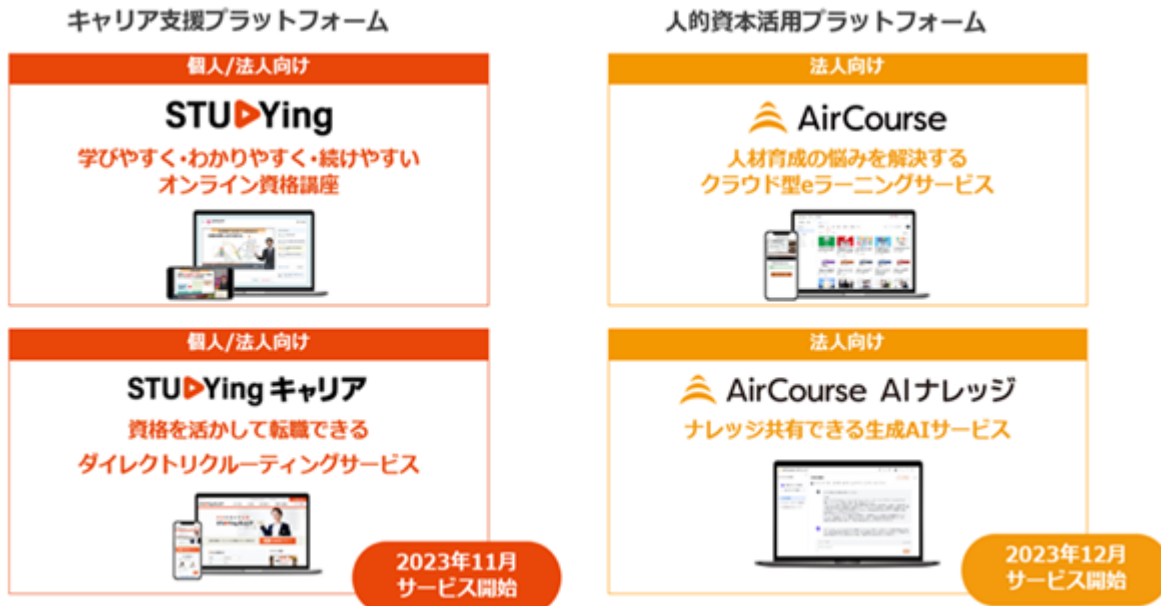 キャリア支援プラットフォーム
個人/法人向け
STUDYing
学びやすく・わかりやすく・続けやすい
オンライン資格講座
個人/法人向け
STUDYing キャリア
資格を活かして転職できる
ダイレクトリクルーティングサービス
2023年11月
サービス開始
人的資本活用プラットフォーム
法人向け
AirCourse
人材育成の悩みを解決する
クラウド型eラーニングサービス
法人向け
AirCourse AIナレッジ
ナレッジ共有できる生成AIサービス
2023年12月
サービス開始